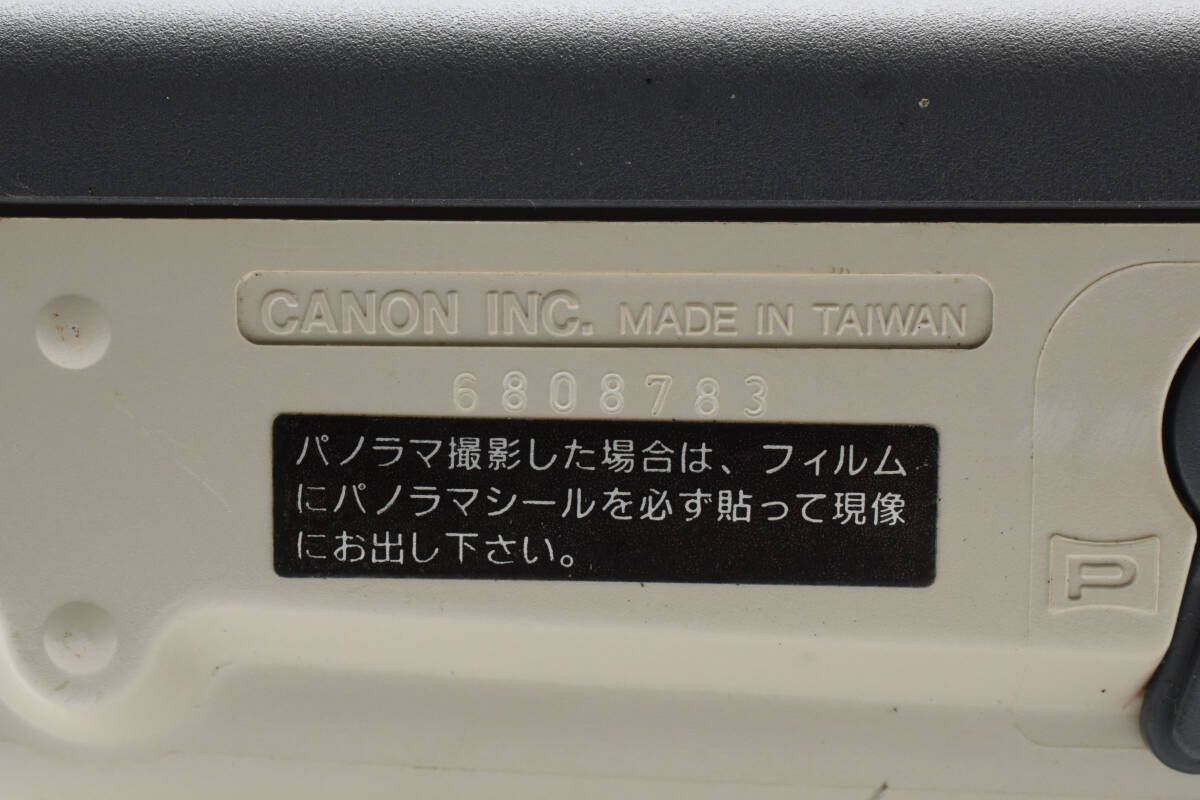 CANON INC. MADE IN TAIWAN
6808783
パノラマ撮影した場合は、フィルム
にパノラマシールを必ず貼って現像
にお出し下さい。
P